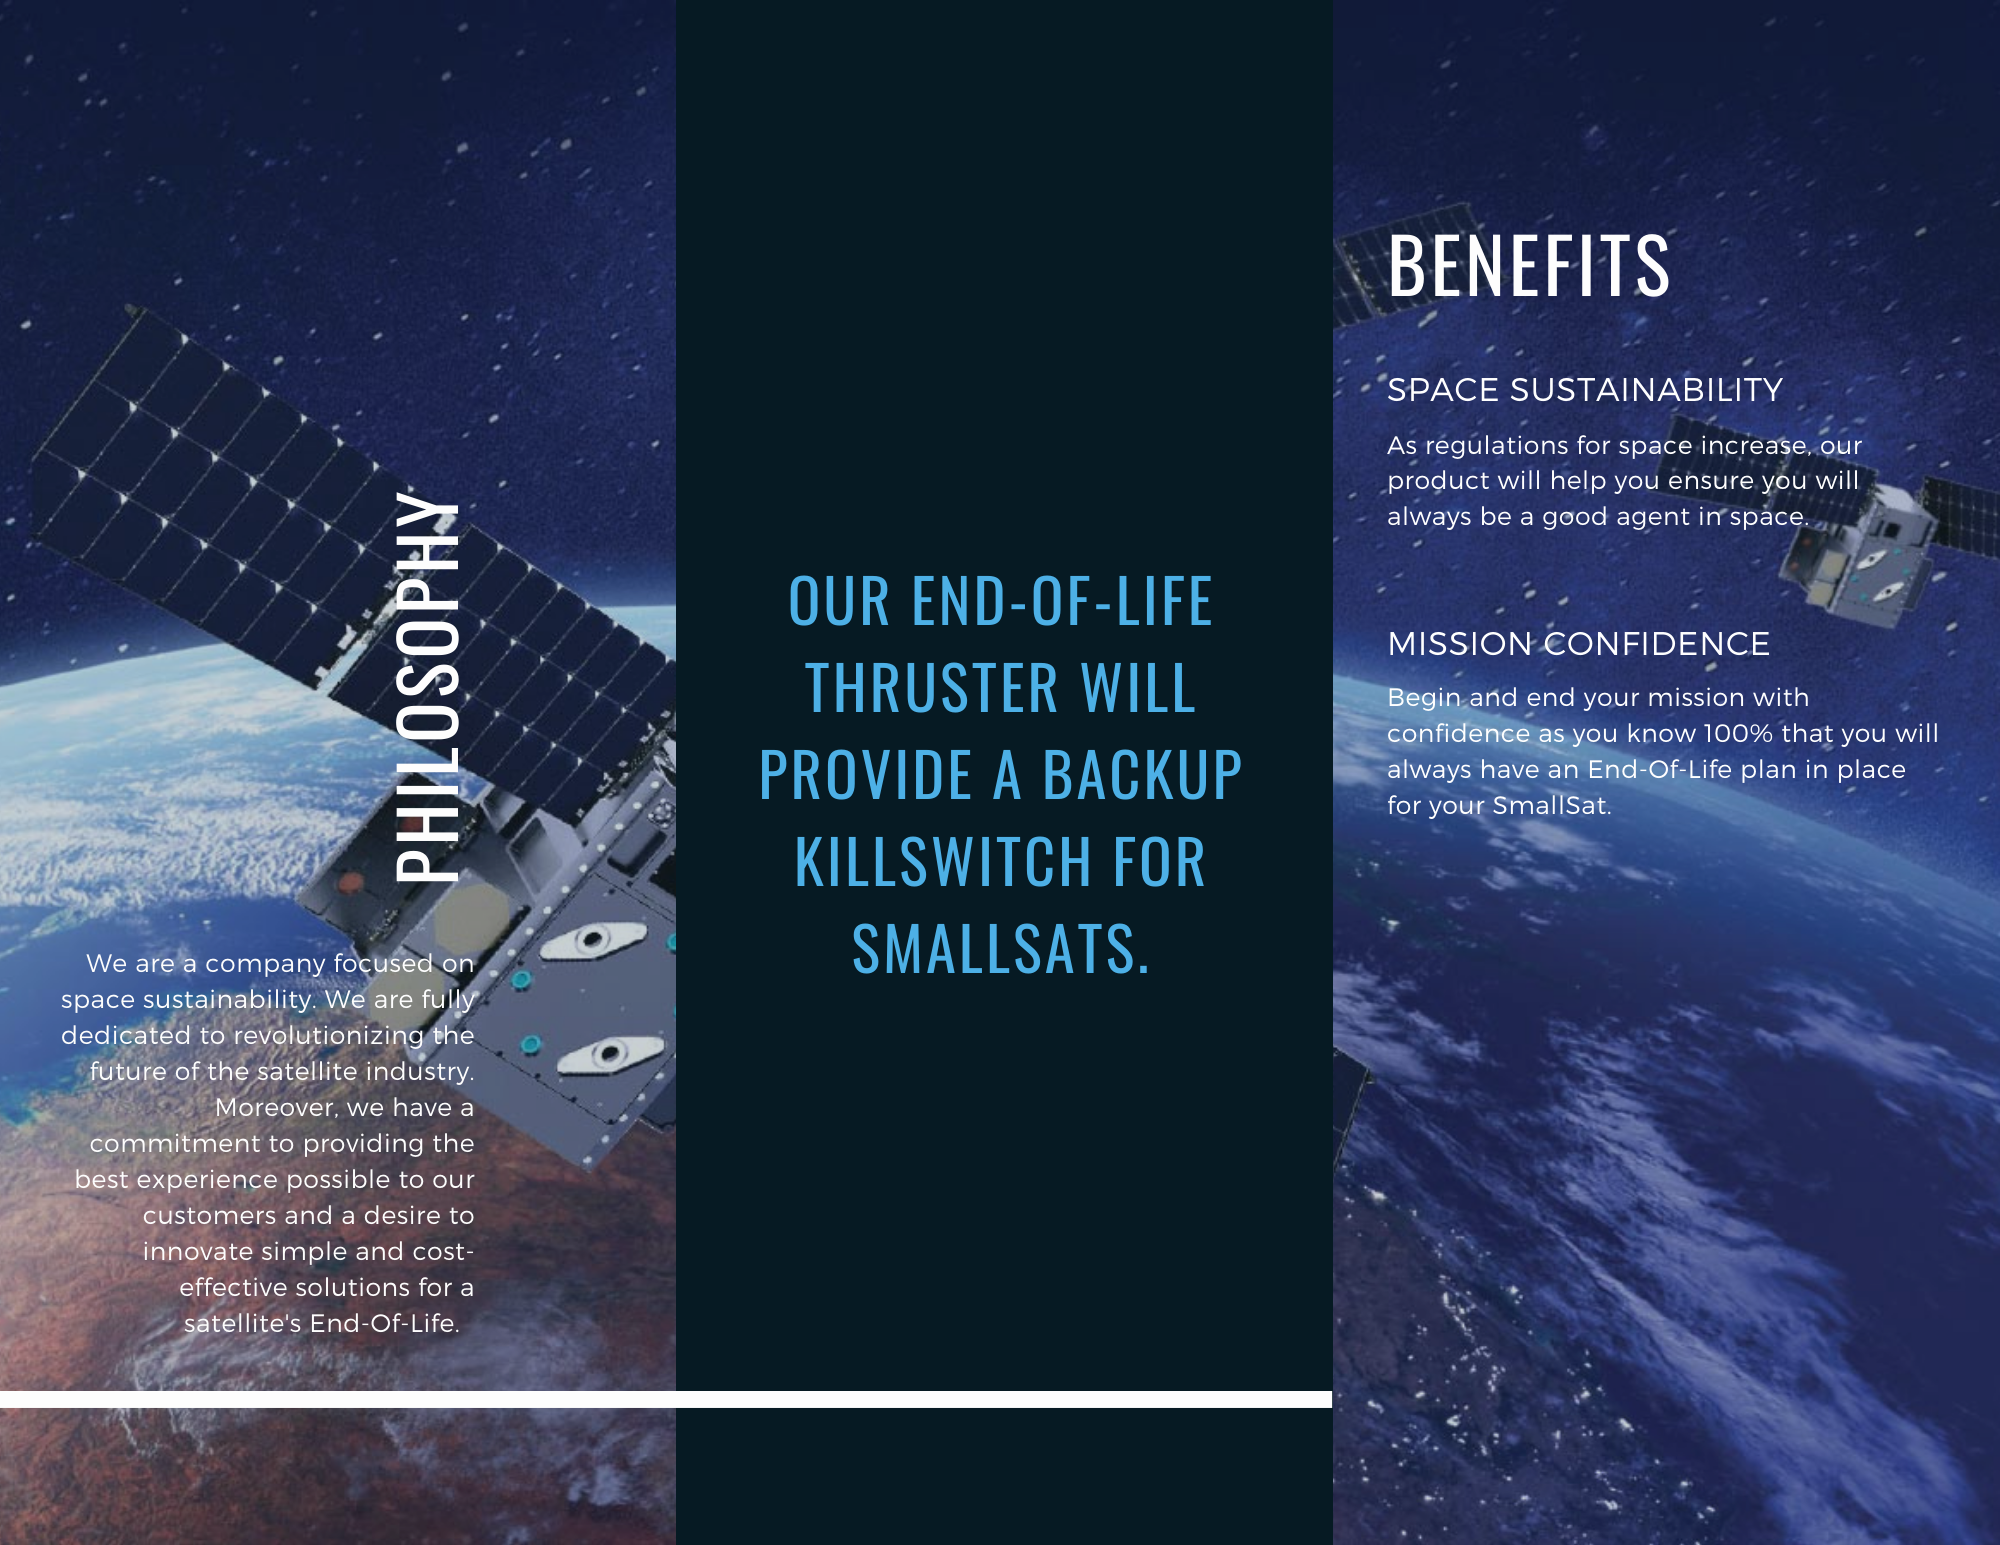 PHILOSOPHY
We are a company focused on
space sustainability. We are fully
dedicated to revolutionizing the
future of the satellite industry.
Moreover, we have a
commitment to providing the
best experience possible to our
customers and a desire to
innovate simple and cost-
effective solutions for a
satellite's End-Of-Life.
OUR END-OF-LIFE
THRUSTER WILL
PROVIDE A BACKUP
KILLSWITCH FOR
SMALLSATS.
BENEFITS
SPACE SUSTAINABILITY
As regulations for space increase, our
product will help you ensure you will
always be a good agent in space.
MISSION CONFIDENCE
Begin and end your mission with
confidence as you know 100% that you will
always have an End-Of-Life plan in place
for your SmallSat.